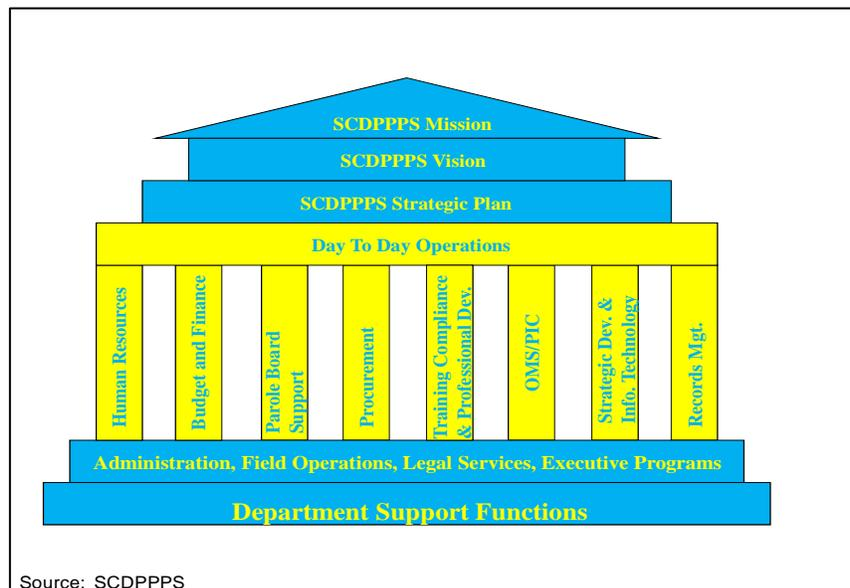 SCDPPPS Mission
SCDPPPS Vision
SCDPPPS Strategic Plan
Day To Day Operations
Human Resources
Budget and Finance
Parole Board
Support
Procurement
Training Compliance
& Professional Dev.
OMS/PIC
Strategic Dev. &
Info. Technology
Records Mgt.
Administration, Field Operations, Legal Services, Executive Programs
Department Support Functions
Source: SCDPPPS